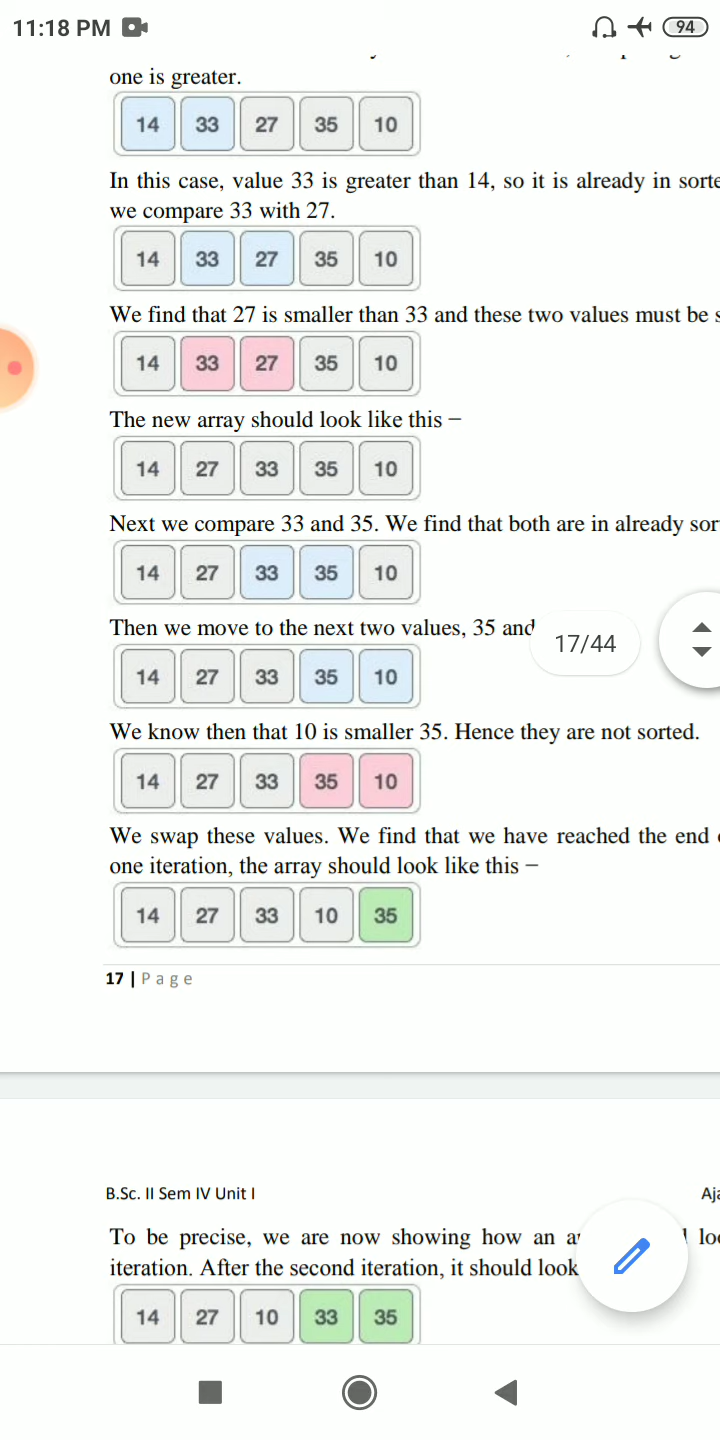 11:18 PM
94
one is greater.
14 33 27 35 10
In this case, value 33 is greater than 14, so it is already in
we compare 33 with 27.
14 33 27 35 10
We find that 27 is smaller than 33 and these two values must be
14 33 27 35 10
The new array should look like this −
14 27 33 35 10
Next we compare 33 and 35. We find that both are in already
14 27 33 35 10
Then we move to the next two values, 35 and
17/44
14 27 33 35 10
We know then that 10 is smaller 35. Hence they are not sorted.
14 27 33 35 10
We swap these values. We find that we have reached the end
one iteration, the array should look like this −
14 27 33 10 35
17 | Page
B.Sc. II Sem IV Unit I
To be precise, we are now showing how an
iteration. After the second iteration, it should look
14 27 10 33 35